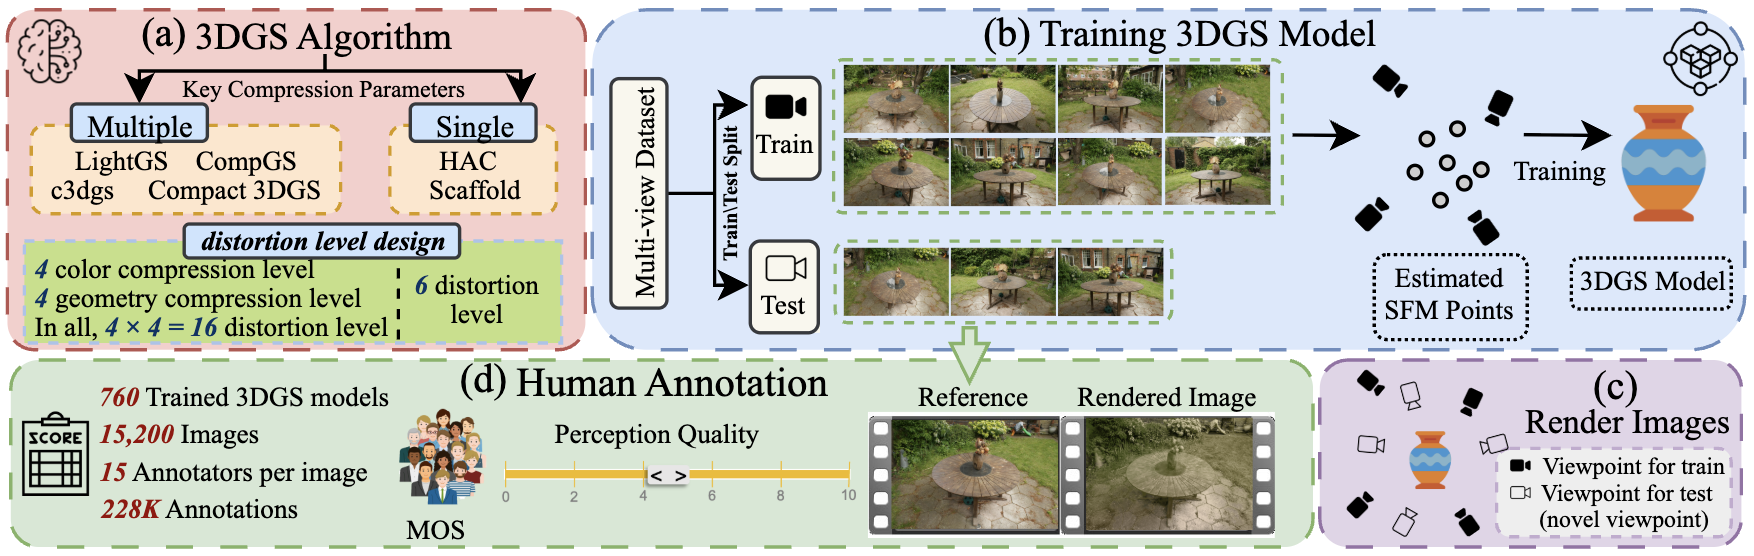 (a) 3DGS Algorithm
Key Compression Parameters
Multiple
LightGS CompGS
c3dgs Compact 3DGS
Single
HAC
Scaffold
distortion level design
4 color compression level
4 geometry compression level
In all, 4 × 4 = 16 distortion level
6 distortion
level
(b) Training 3DGS Model
Multi-view Dataset
Train\Test Split
Train
Test
Training
Estimated
SFM Points
3DGS Model
(d) Human Annotation
SCORE
760 Trained 3DGS models
15,200 Images
15 Annotators per image
228K Annotations
MOS
Perception Quality
< >
0 2 4 6 8 10
Reference
Rendered Image
(c)
Render Images
Viewpoint for train
Viewpoint for test
(novel viewpoint)